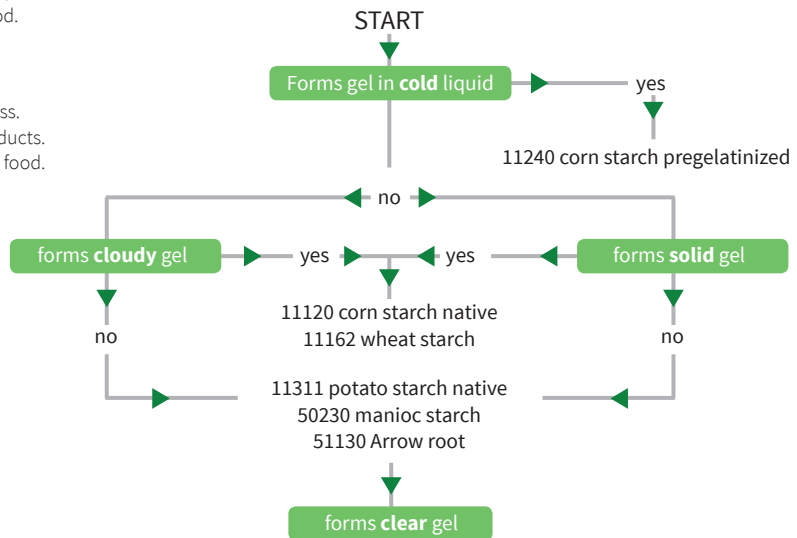 od.
ss.
ducts.
food.
START
Forms gel in cold liquid
yes
11240 corn starch pregelatinized
no
forms cloudy gel
yes
yes
forms solid gel
11120 corn starch native
11162 wheat starch
no
no
11311 potato starch native
50230 manioc starch
51130 Arrow root
forms clear gel